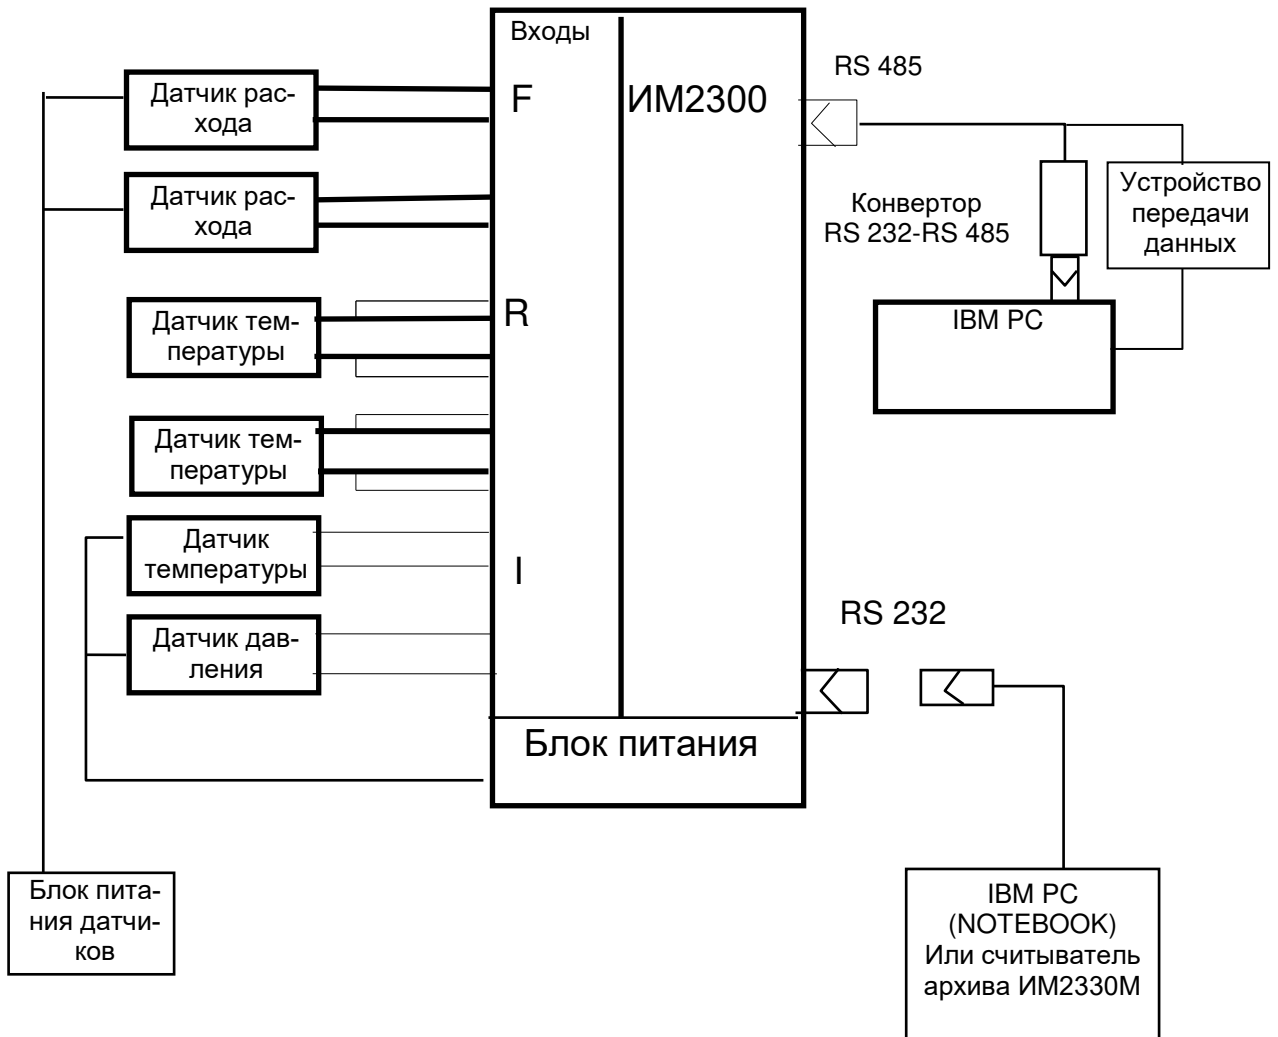 Входы
F
ИМ2300
RS 485
Датчик рас-
хода
Датчик рас-
хода
Конвертор
RS 232-RS 485
Устройство
передачи
данных
R
Датчик тем-
пературы
IBM PC
Датчик тем-
пературы
Датчик
температуры
I
RS 232
Датчик дав-
ления
Блок питания
Блок пита-
ния датчи-
ков
IBM PC
(NOTEBOOK)
Или считыватель
архива ИМ2330М